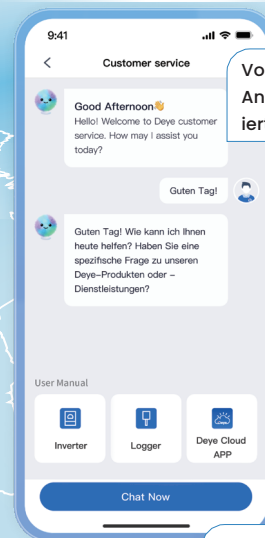 9:41
Customer service
Vo
An
ier
Good Afternoon👋
Hello! Welcome to Deye customer
service. How may I assist you
today?
Guten Tag!
Guten Tag! Wie kann ich Ihnen
heute helfen? Haben Sie eine
spezifische Frage zu unseren
Deye-Produkten oder –
Dienstleistungen?
User Manual
Inverter
Logger
Deye Cloud
APP
Chat Now